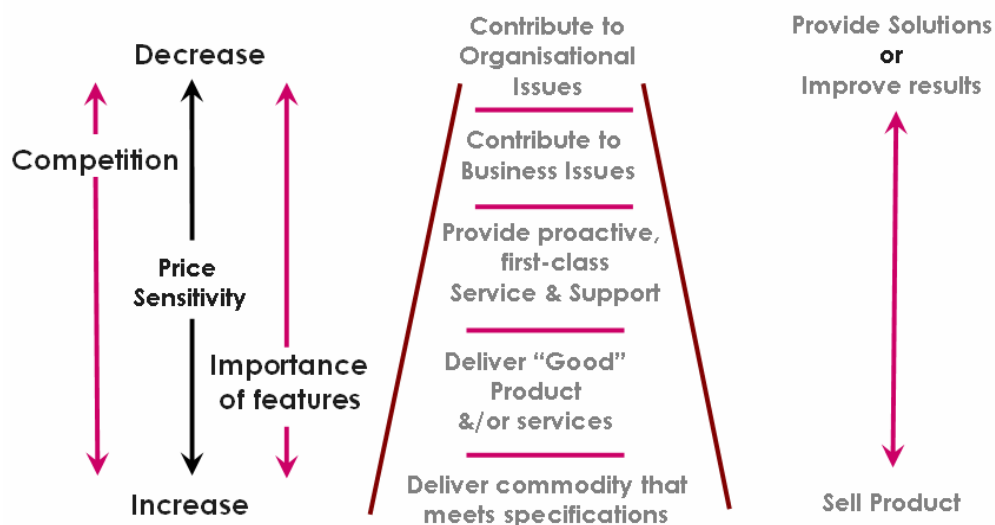 Decrease
Competition
Price
Sensitivity
Importance
of features
Increase
Contribute to
Organisational
Issues
Contribute to
Business Issues
Provide proactive,
first-class
Service & Support
Deliver “Good”
Product
&/or services
Deliver commodity that
meets specifications
Provide Solutions
or
Improve results
Sell Product